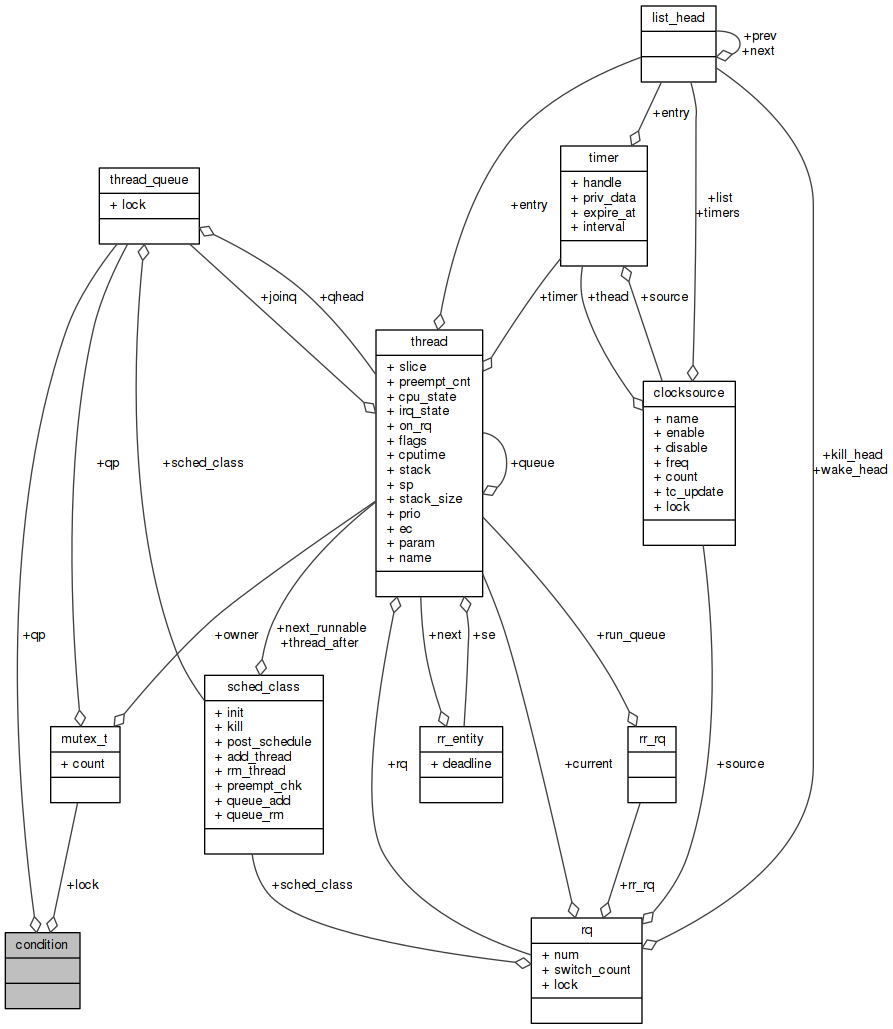 list_head
+prev
+next
+entry
timer
+ handle
+ priv_data
+ expire_at
+ interval
thread_queue
+ lock
+entry
+list
+timers
+joinq
+qhead
+timer
+thead
+source
thread
+ slice
+ preempt_cnt
+ cpu_state
+ irq_state
+ on_rq
+ flags
+ cputime
+ stack
+ sp
+ stack_size
+ prio
+ ec
+ param
+ name
clocksource
+ name
+ enable
+ disable
+ freq
+ count
+ tc_update
+ lock
+qp
+sched_class
+queue
+kill_head
+wake_head
+qp
+owner
+next_runnable
+thread_after
+next
+se
+run_queue
sched_class
+ init
+ kill
+ post_schedule
+ add_thread
+ rm_thread
+ preempt_chk
+ queue_add
+ queue_rm
mutex_t
+ count
rr_entity
+ deadline
rr_rq
+rq
+current
+source
+lock
+sched_class
+rr_rq
condition
rq
+ num
+ switch_count
+ lock